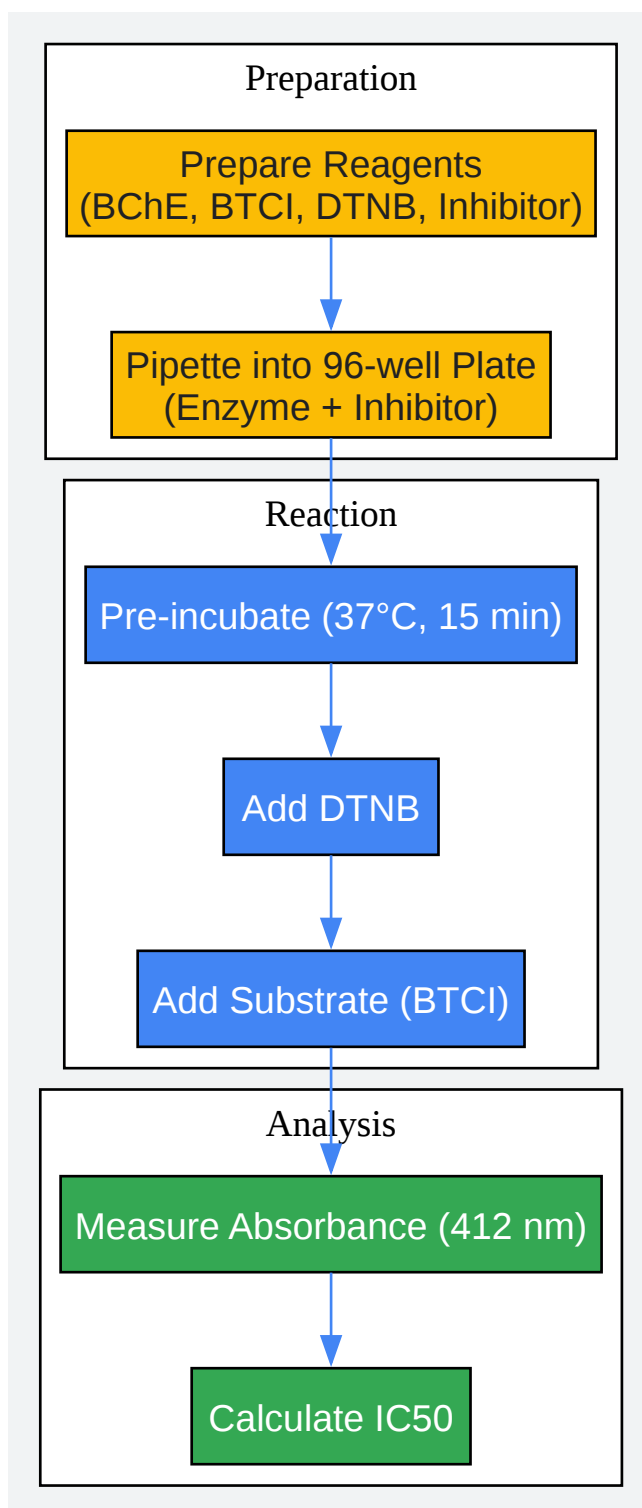 Preparation
Prepare Reagents
(BChE, BTCI, DTNB, Inhibitor)
Pipette into 96-well Plate
(Enzyme + Inhibitor)
Reaction
Pre-incubate (37°C, 15 min)
Add DTNB
Add Substrate (BTCI)
Analysis
Measure Absorbance (412 nm)
Calculate IC50